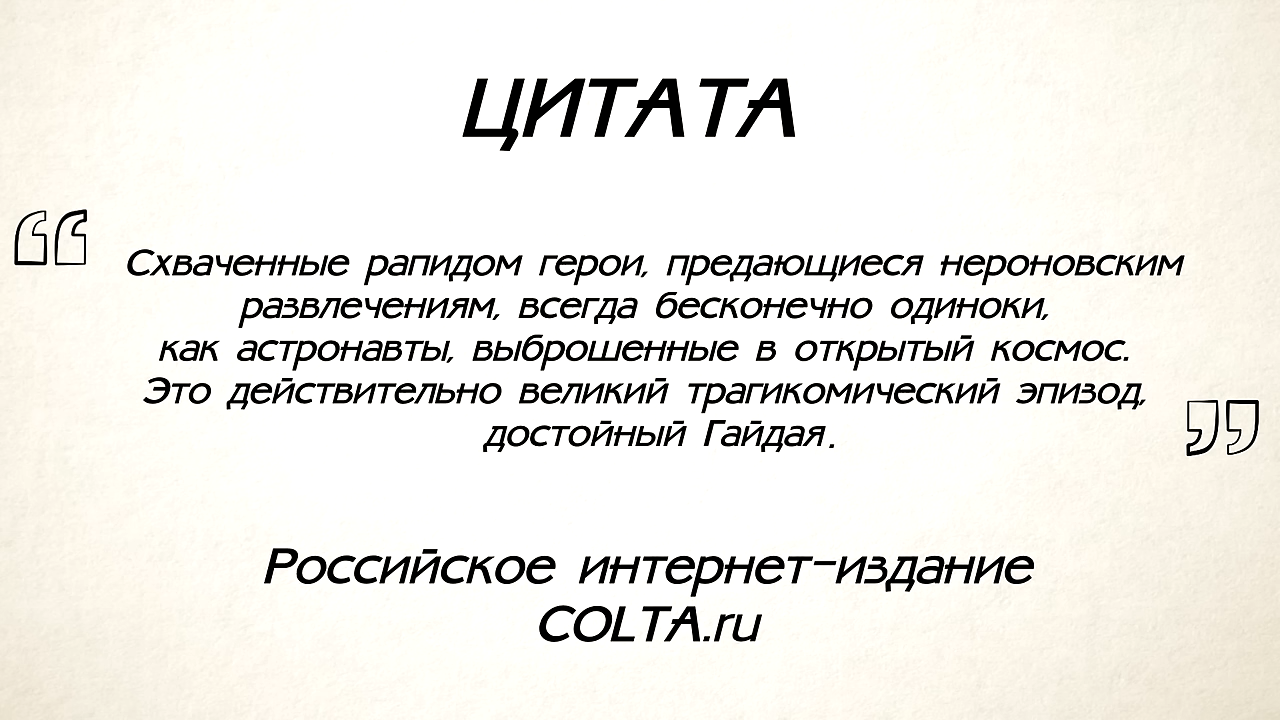 ЦИТАТА
“ Схваченные рапидом герои, предающиеся нероновским
развлечениям, всегда бесконечно одиноки,
как астронавты, выброшенные в открытый космос.
Это действительно великий трагикомический эпизод,
достойный Гайдая. ”
Российское интернет-издание
COLTA.ru